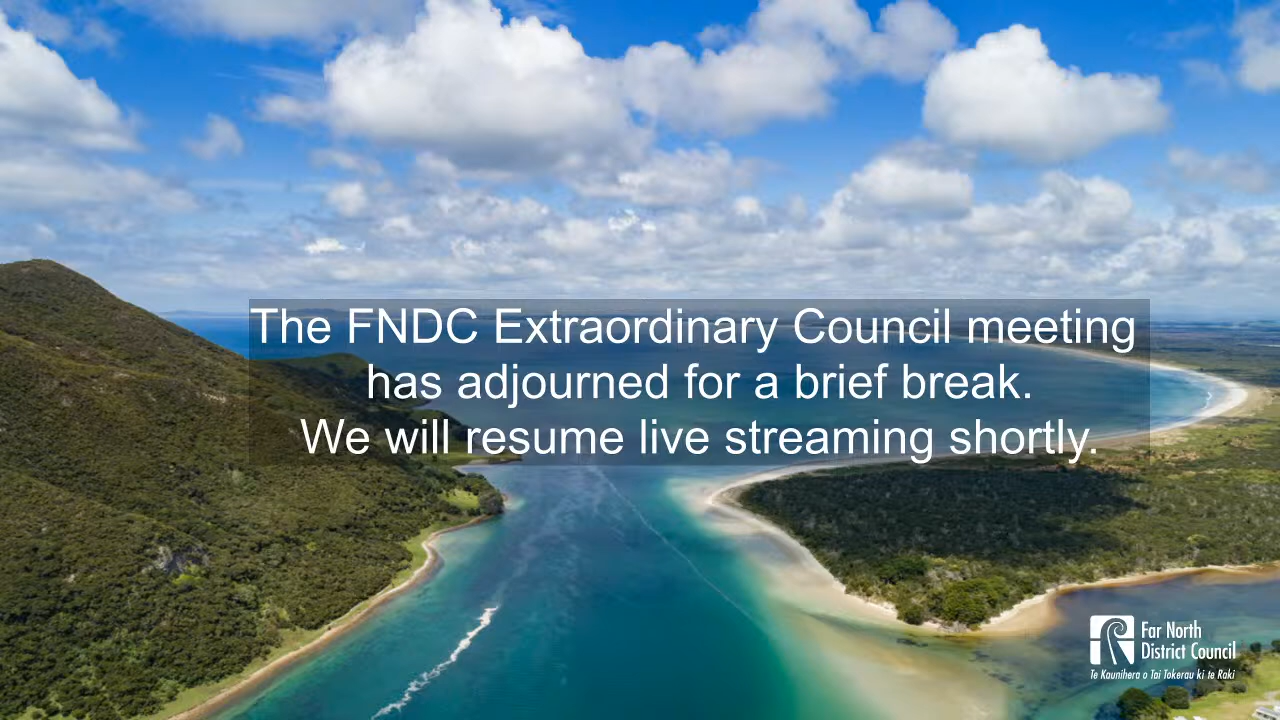 The FNDC Extraordinary Council meeting
has adjourned for a brief break.
We will resume live streaming shortly.
Far North
District Council
Te Kaunihera o Tai Tokerau ki te Raki